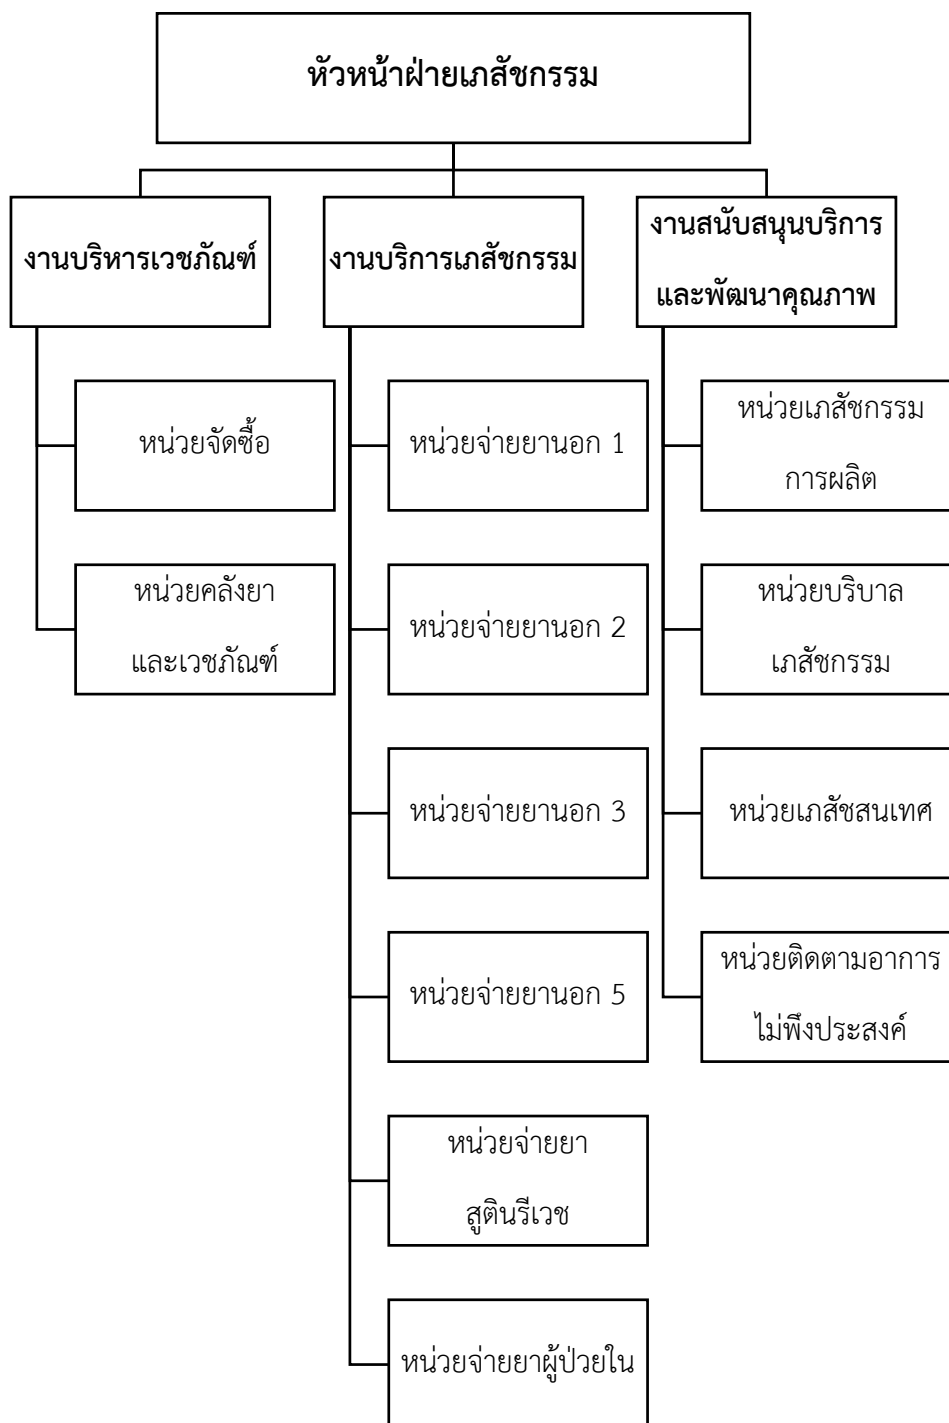 หัวหน้าฝ่ายเภสัชกรรม
งานบริหารเวชภัณฑ์
หน่วยจัดซื้อ
หน่วยคลังยา
และเวชภัณฑ์
งานบริการเภสัชกรรม
หน่วยจ่ายยานอก 1
หน่วยจ่ายยานอก 2
หน่วยจ่ายยานอก 3
หน่วยจ่ายยานอก 5
หน่วยจ่ายยา
สูตินรีเวช
หน่วยจ่ายยาผู้ป่วยใน
งานสนับสนุนบริการ
และพัฒนาคุณภาพ
หน่วยเภสัชกรรม
การผลิต
หน่วยบริบาล
เภสัชกรรม
หน่วยเภสัชสนเทศ
หน่วยติดตามอาการ
ไม่พึงประสงค์